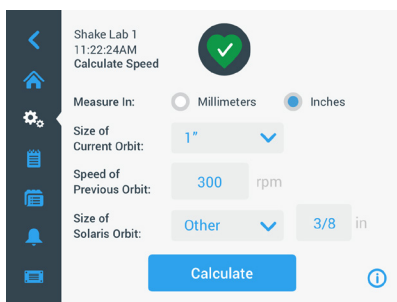 Shake Lab 1
11:22:24AM
Calculate Speed
Measure In: Millimeters Inches
Size of
Current Orbit: 1”
Speed of
Previous Orbit: 300 rpm
Size of
Solaris Orbit: Other 3/8 in
Calculate